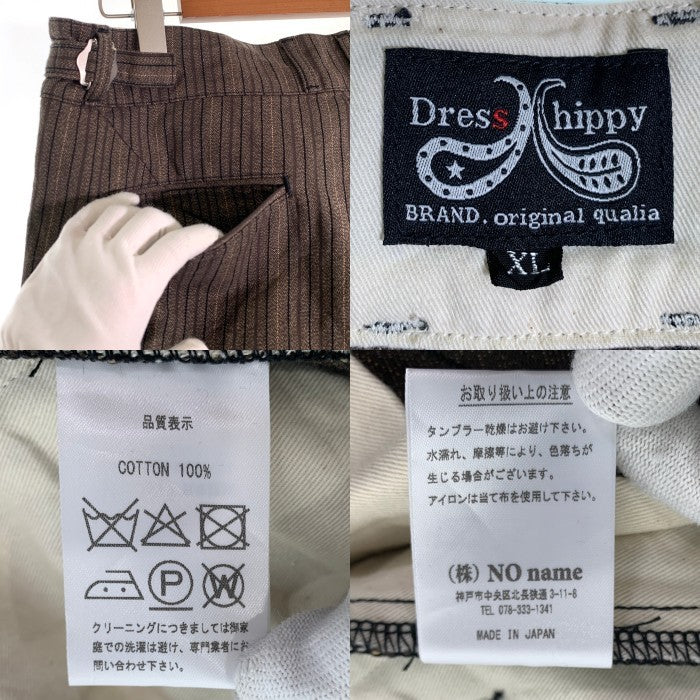 Dress hippy
BRAND. original qualia
XL
品質表示
COTTON 100%
P
W
クリーニングにつきましては御家
庭での洗濯は避け、専門業者にお
問い合わせ下さい。
お取り扱い上の注意
タンブラー乾燥はお避け下さい。
水濡れ、摩擦等により、色落ちが
生じる場合がございます。
アイロンは当て布を使用して下さい。
(株) NO name
神戸市中央区北長狭通 3-11-6
TEL 078-333-1341
MADE IN JAPAN